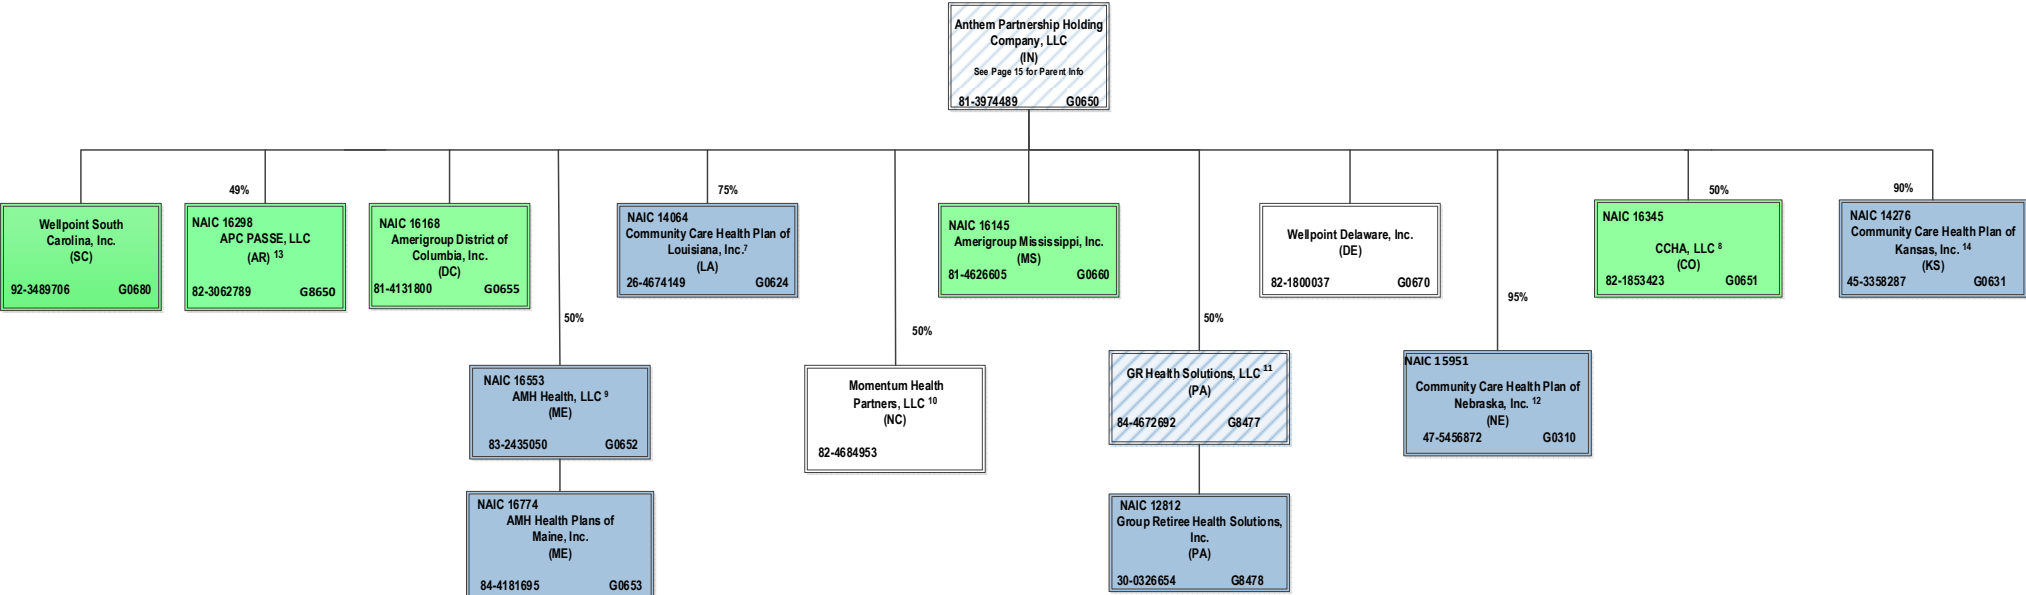 Anthem Partnership Holding
Company, LLC
(IN)
See Page 15 for Parent Info
81-3974489 G0650
49%
75%
50%
90%
Wellpoint South
Carolina, Inc.
(SC)
92-3489706 G0680
NAIC 16298
APC PASSE, LLC
(AR) 13
82-3062789 G8650
NAIC 16168
Amerigroup District of
Columbia, Inc.
(DC)
81-4131800 G0655
NAIC 14064
Community Care Health Plan of
Louisiana, Inc.7
(LA)
26-4674149 G0624
NAIC 16145
Amerigroup Mississippi, Inc.
(MS)
81-4626605 G0660
Wellpoint Delaware, Inc.
(DE)
82-1800037 G0670
NAIC 16345
CCHA, LLC 8
(CO)
82-1853423 G0651
NAIC 14276
Community Care Health Plan of
Kansas, Inc. 14
(KS)
45-3358287 G0631
50%
50%
50%
95%
NAIC 16553
AMH Health, LLC 9
(ME)
83-2435050 G0652
Momentum Health
Partners, LLC 10
(NC)
82-4684953
GR Health Solutions, LLC 11
(PA)
84-4672692 G8477
NAIC 15951
Community Care Health Plan of
Nebraska, Inc. 12
(NE)
47-5456872 G0310
NAIC 16774
AMH Health Plans of
Maine, Inc.
(ME)
84-4181695 G0653
NAIC 12812
Group Retiree Health Solutions,
Inc.
(PA)
30-0326654 G8478